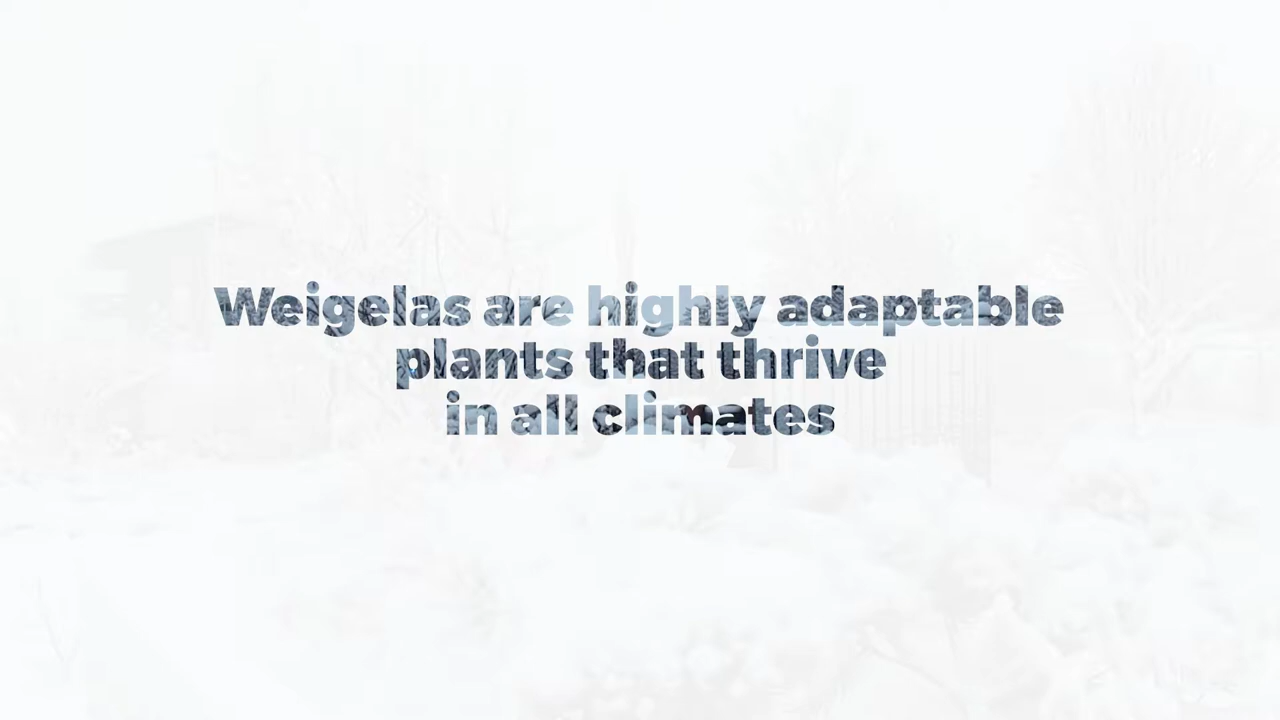 Weigelas are highly adaptable
plants that thrive
in all climates